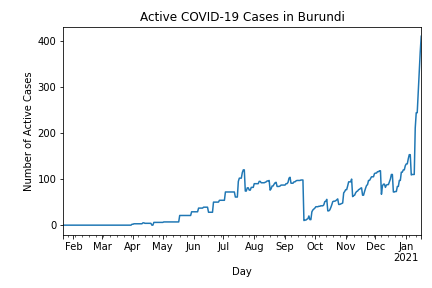 Active COVID-19 Cases in Burundi
Number of Active Cases
400
300
200
100
0
Feb Mar Apr May Jun Jul Aug Sep Oct Nov Dec Jan
2021
Day